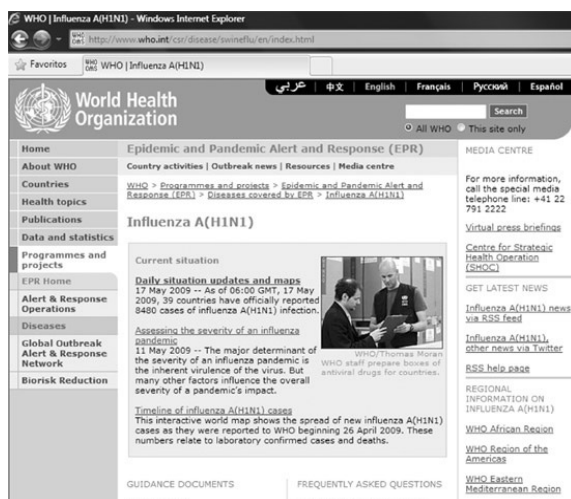 WHO | Influenza A(H1N1) - Windows Internet Explorer
http://www.who.int/csr/disease/swineflu/en/index.html
Favoritos
WHO | Influenza A(H1N1)
عربي
中文
English
Français
Русский
Español
World Health
Organization
Search
All WHO
This site only
Home
About WHO
Countries
Health topics
Publications
Data and statistics
Programmes and
projects
EPR Home
Alert & Response
Operations
Diseases
Global Outbreak
Alert & Response
Network
Biorisk Reduction
Epidemic and Pandemic Alert and Response (EPR)
Country activities | Outbreak news | Resources | Media centre
WHO > Programmes and projects > Epidemic and Pandemic Alert and
Response (EPR) > Diseases covered by EPR > Influenza A(H1N1)
Influenza A(H1N1)
Current situation
Daily situation updates and maps
17 May 2009 -- As of 06:00 GMT, 17 May
2009, 39 countries have officially reported
8480 cases of influenza A(H1N1) infection.
Assessing the severity of an influenza
pandemic
11 May 2009 -- The major determinant of
the severity of an influenza pandemic is
the inherent virulence of the virus. But
many other factors influence the overall
severity of a pandemic's impact.
WHO/Thomas Moran
WHO staff prepare boxes of
antiviral drugs for countries.
Timeline of influenza A(H1N1) cases
This interactive world map shows the spread of new influenza A(H1N1)
cases as they were reported to WHO beginning 26 April 2009. These
numbers relate to laboratory confirmed cases and deaths.
GUIDANCE DOCUMENTS
FREQUENTLY ASKED QUESTIONS
MEDIA CENTRE
For more information,
call the special media
telephone line: +41 22
791 2222
Virtual press briefings
Centre for Strategic
Health Operation
(SHOC)
GET LATEST NEWS
Influenza A(H1N1) news
via RSS feed
Influenza A(H1N1),
other news via Twitter
RSS help page
REGIONAL
INFORMATION ON
INFLUENZA A(H1N1)
WHO African Region
WHO Region of the
Americas
WHO Eastern
Mediterranean Region